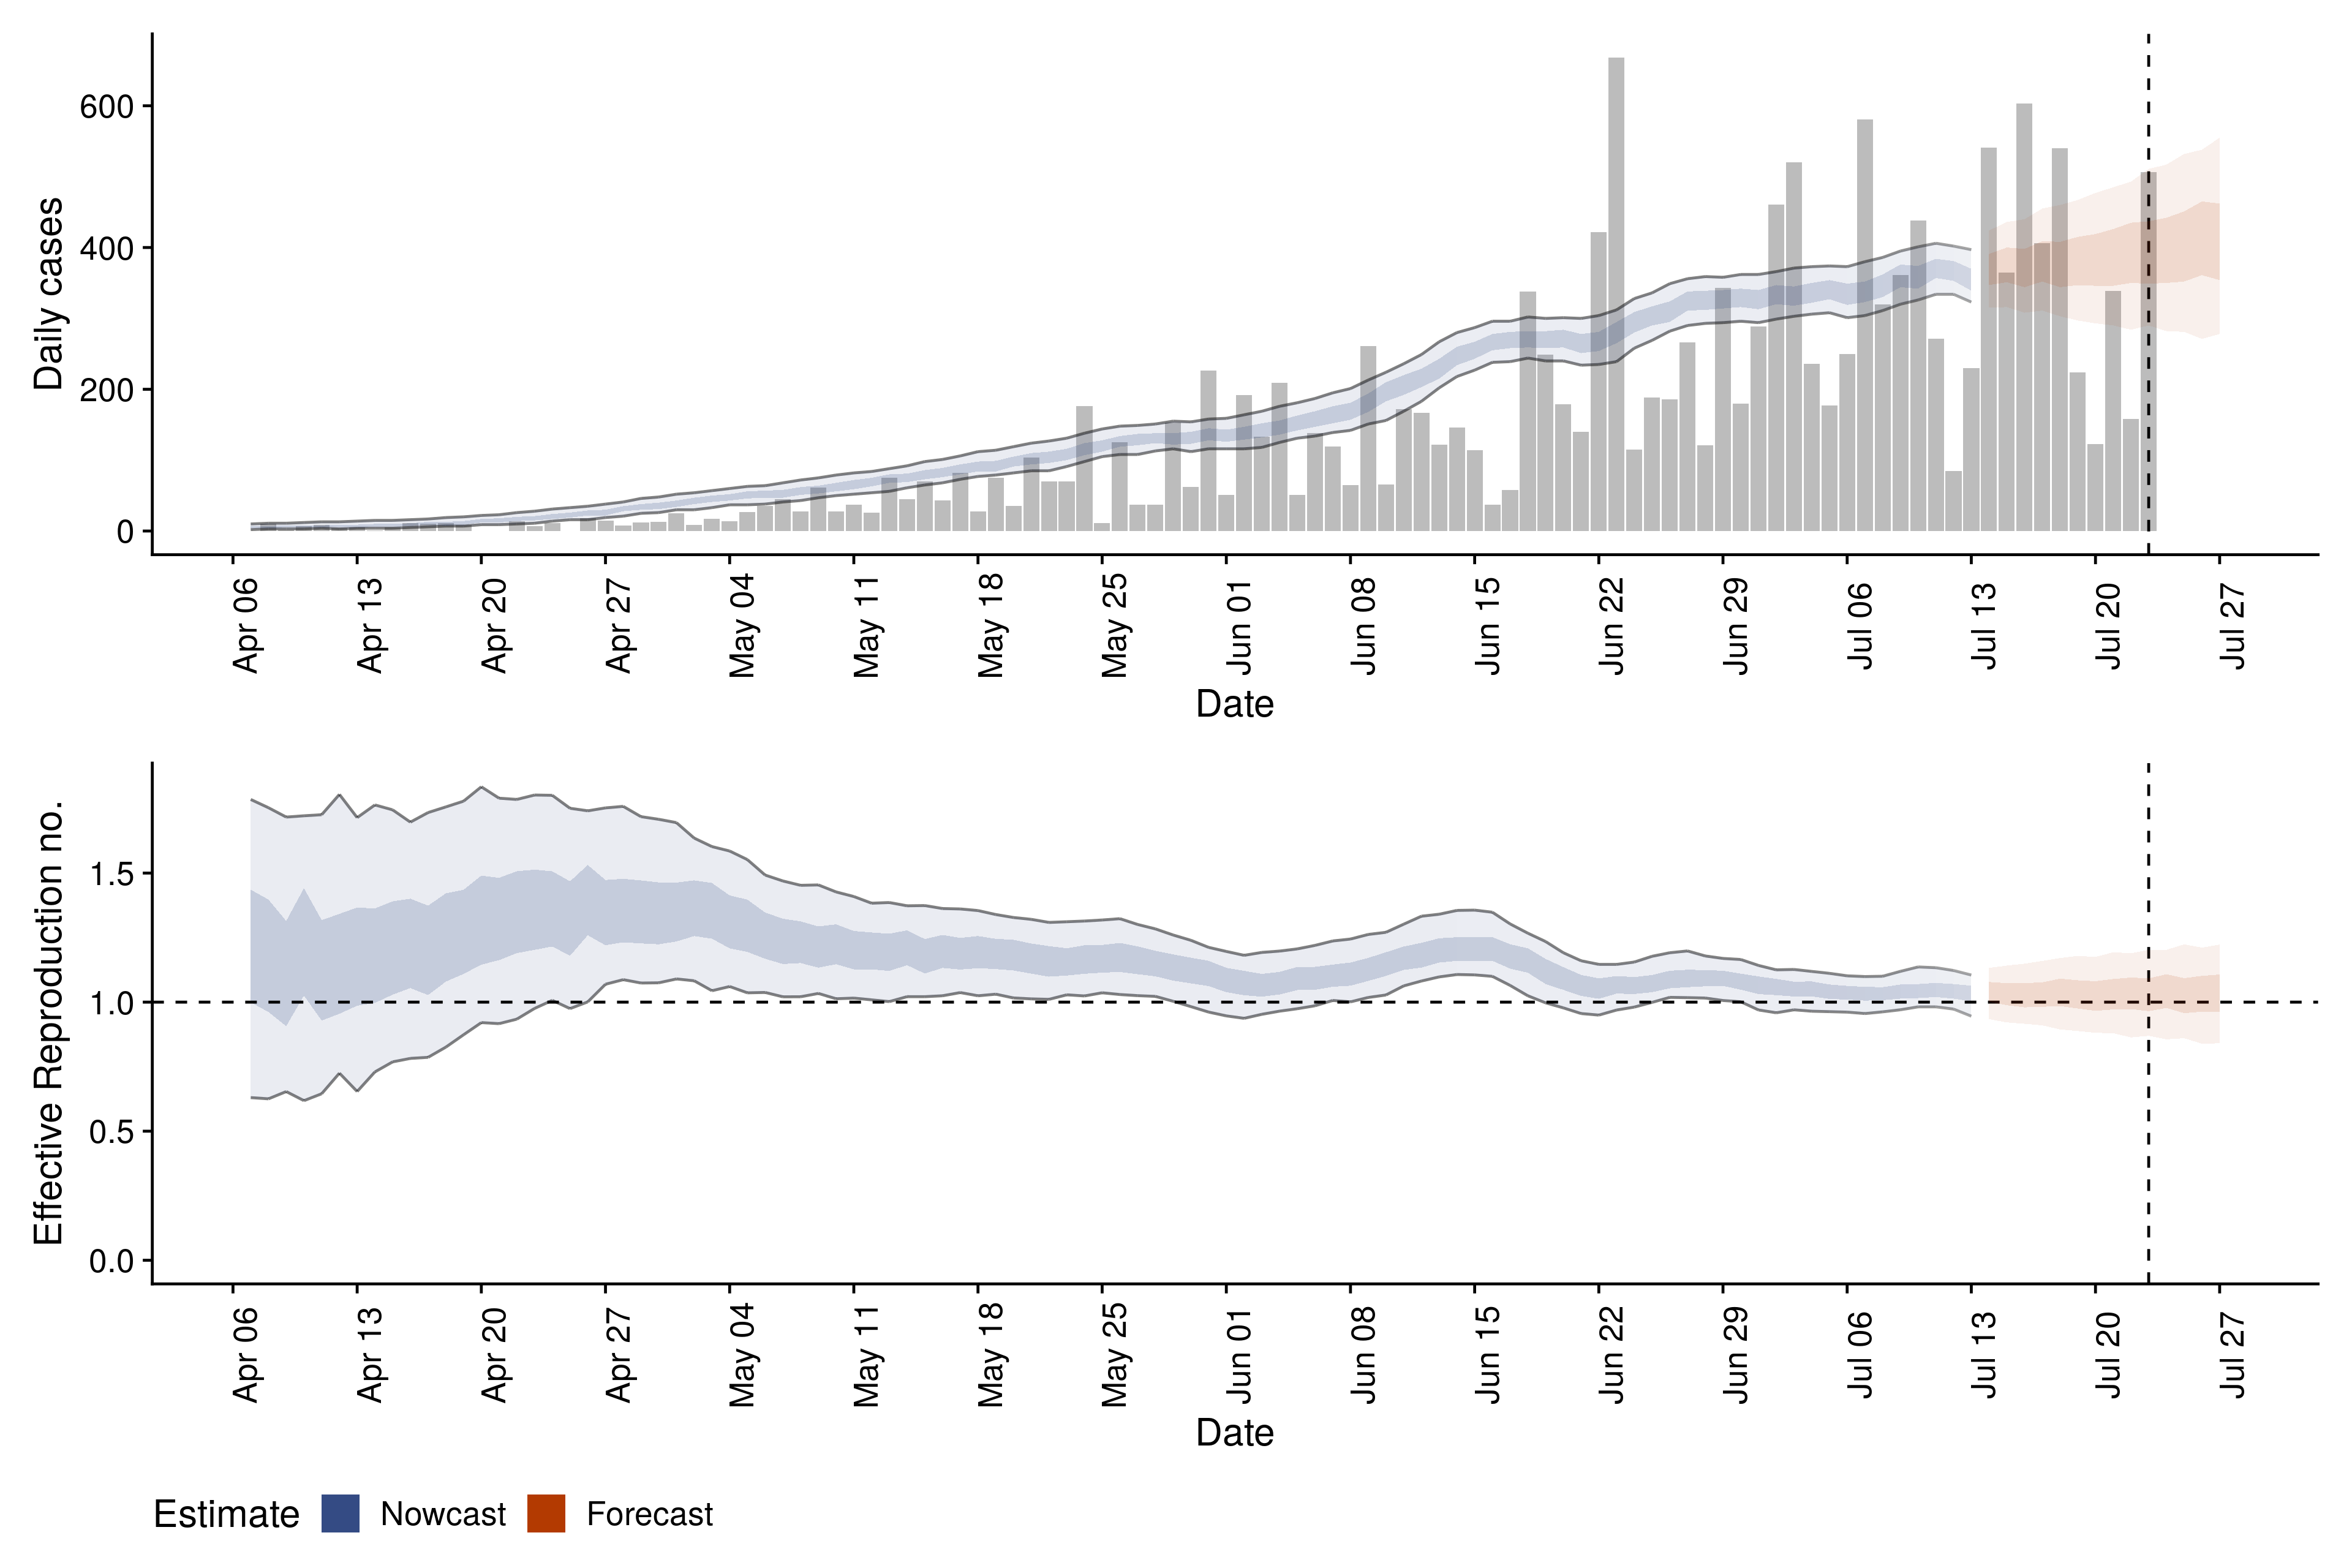 Daily cases
600
400
200
0
Apr 06
Apr 13
Apr 20
Apr 27
May 04
May 11
May 18
May 25
Jun 01
Jun 08
Jun 15
Jun 22
Jun 29
Jul 06
Jul 13
Jul 20
Jul 27
Date
Effective Reproduction no.
1.5
1.0
0.5
0.0
Apr 06
Apr 13
Apr 20
Apr 27
May 04
May 11
May 18
May 25
Jun 01
Jun 08
Jun 15
Jun 22
Jun 29
Jul 06
Jul 13
Jul 20
Jul 27
Date
Estimate Nowcast Forecast